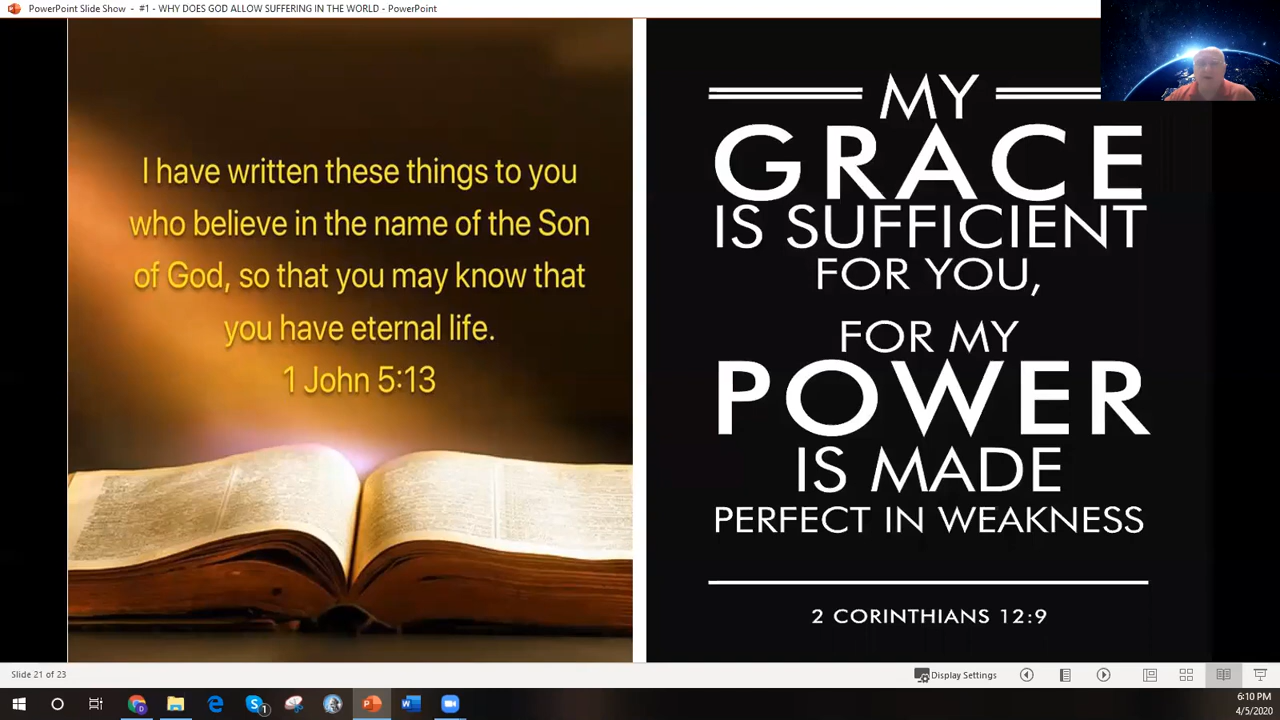 PowerPoint Slide Show - #1 - WHY DOES GOD ALLOW SUFFERING IN THE WORLD - PowerPoint
I have written these things to you
who believe in the name of the Son
of God, so that you may know that
you have eternal life.
1 John 5:13
MY
GRACE
IS SUFFICIENT
FOR YOU,
FOR MY
POWER
IS MADE
PERFECT IN WEAKNESS
2 CORINTHIANS 12:9
Slide 21 of 23
Display Settings
1
6:10 PM
4/5/2020